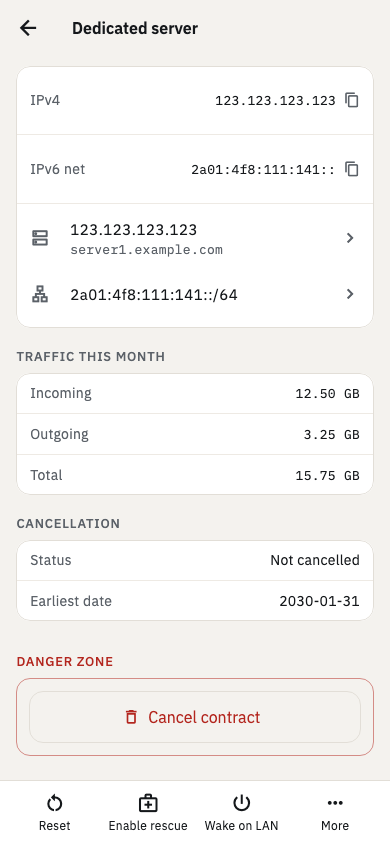 Dedicated server
IPv4 123.123.123.123
IPv6 net 2a01:4f8:111:141::
123.123.123.123
server1.example.com
2a01:4f8:111:141::/64
TRAFFIC THIS MONTH
Incoming 12.50 GB
Outgoing 3.25 GB
Total 15.75 GB
CANCELLATION
Status Not cancelled
Earliest date 2030-01-31
DANGER ZONE
Cancel contract
Reset Enable rescue Wake on LAN More